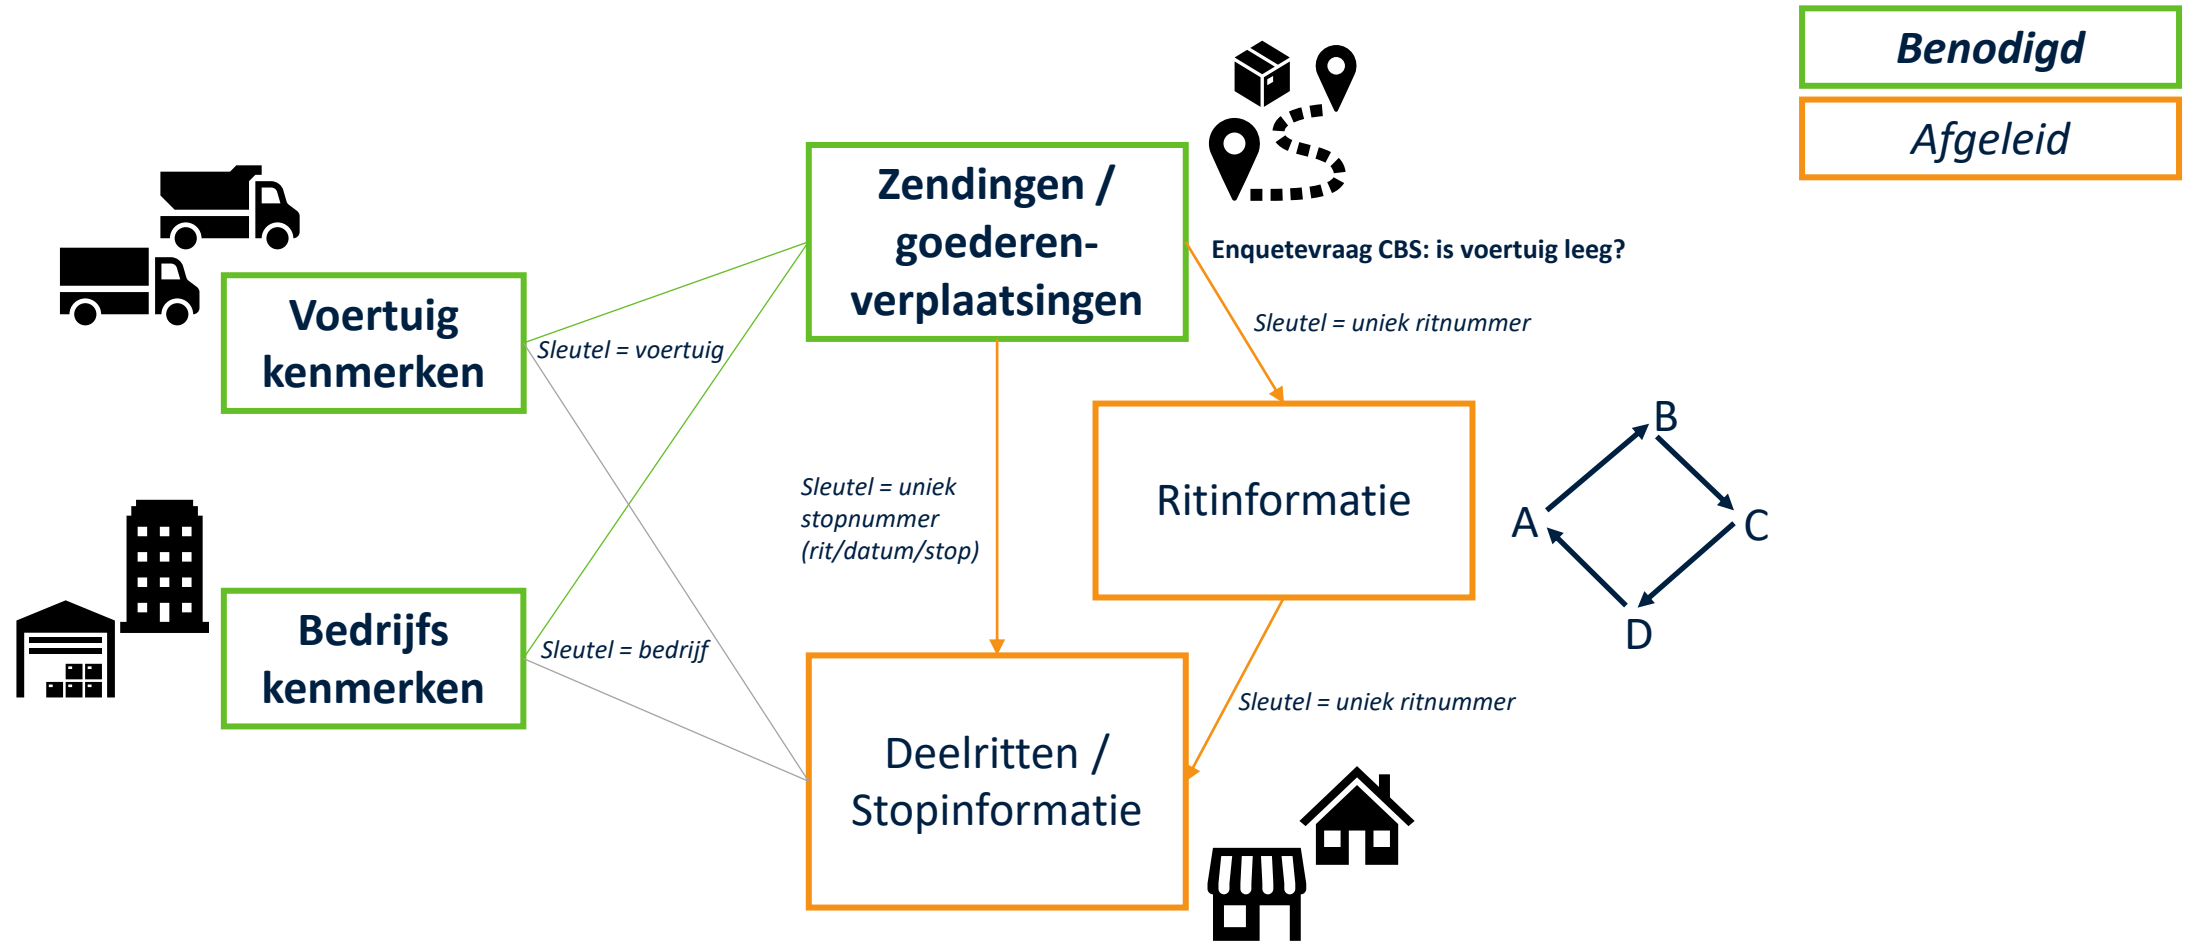 Benodigd
Afgeleid
Zendingen /
goederen-
verplaatsingen
Enquetevraag CBS: is voertuig leeg?
Voertuig
kenmerken
Sleutel = voertuig
Sleutel = uniek ritnummer
Sleutel = uniek
stopnummer
(rit/datum/stop)
Ritinformatie
B
A
C
D
Bedrijfs
kenmerken
Sleutel = bedrijf
Sleutel = uniek ritnummer
Deelritten /
Stopinformatie